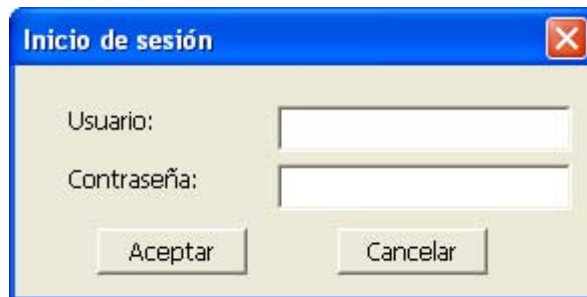 Inicio de sesión
Usuario:
Contraseña:
Aceptar Cancelar